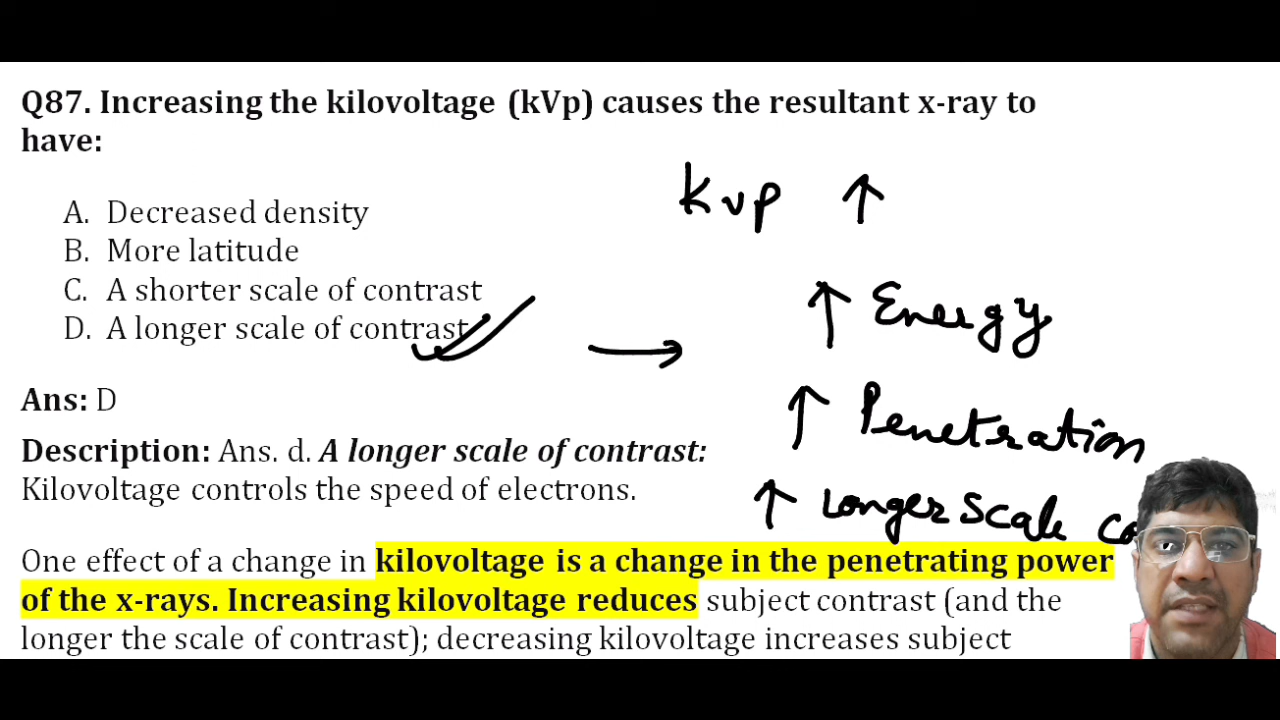 Q87. Increasing the kilovoltage (kVp) causes the resultant x-ray to
have:
A. Decreased density
B. More latitude
C. A shorter scale of contrast
D. A longer scale of contrast
Ans: D
Description: Ans. d. A longer scale of contrast:
Kilovoltage controls the speed of electrons.
One effect of a change in kilovoltage is a change in the penetrating power
of the x-rays. Increasing kilovoltage reduces subject contrast (and the
longer the scale of contrast); decreasing kilovoltage increases subject
kvp ↑
↑ Energy
→
↑ Penetration
↑ Longer Scale